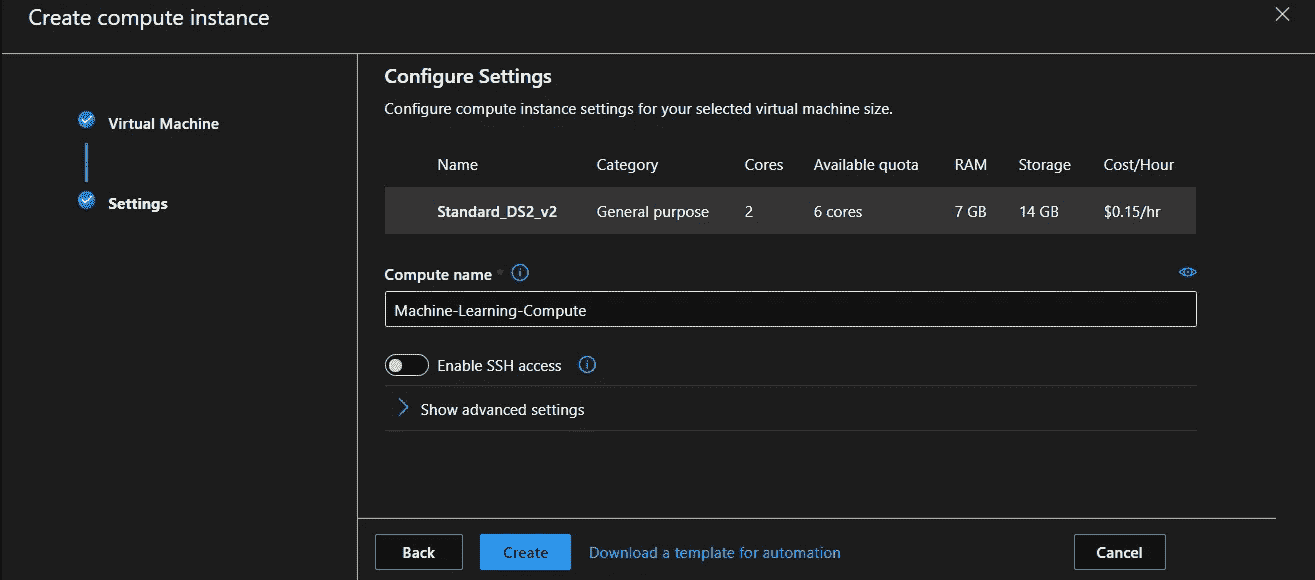 Create compute instance
Virtual Machine
Settings
Configure Settings
Configure compute instance settings for your selected virtual machine size.
Name Category Cores Available quota RAM Storage Cost/Hour
Standard_DS2_v2 General purpose 2 6 cores 7 GB 14 GB $0.15/hr
Compute name *
Machine-Learning-Compute
Enable SSH access
Show advanced settings
Back Create Download a template for automation Cancel